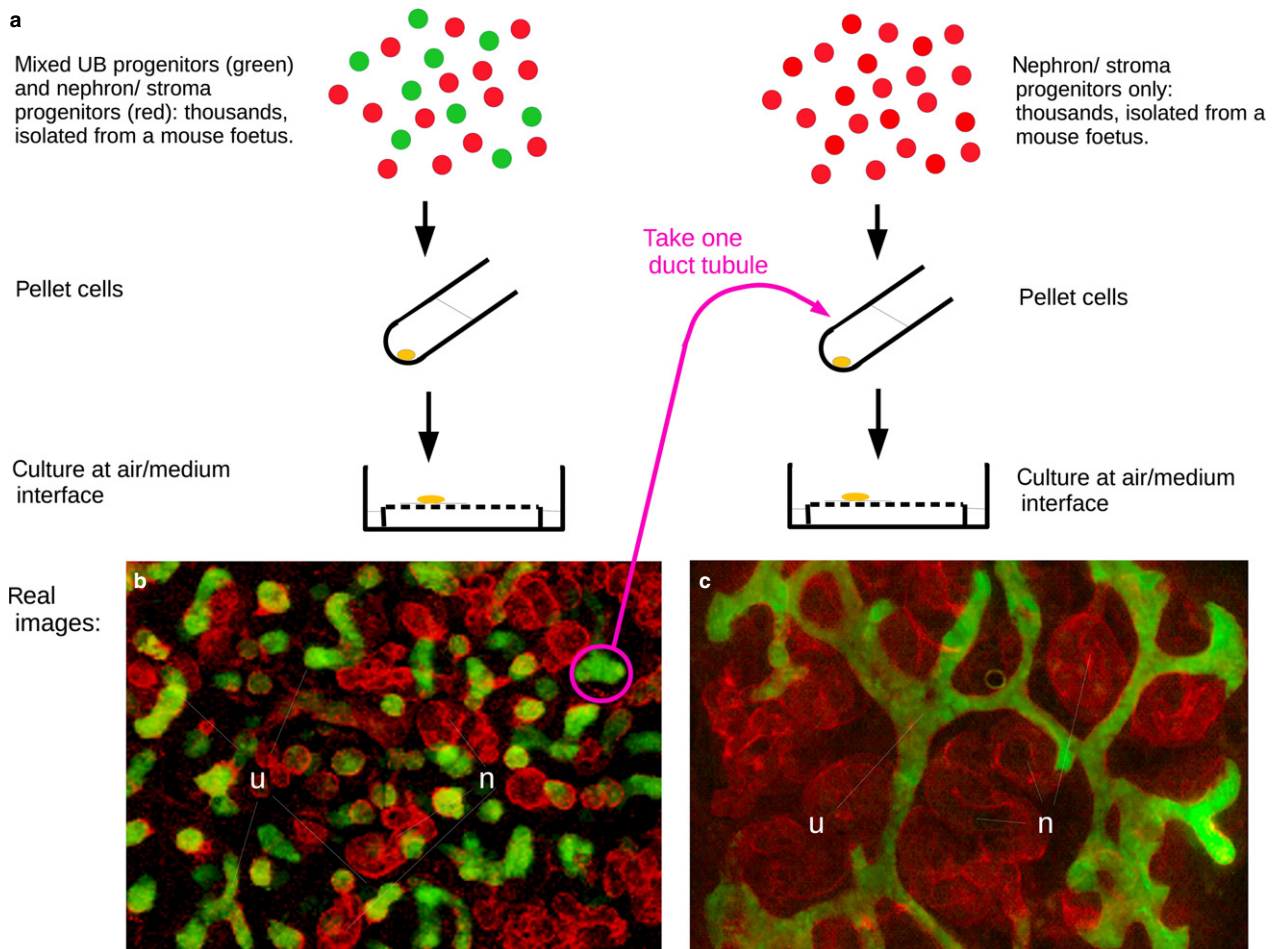 a
Mixed UB progenitors (green)
and nephron/ stroma
progenitors (red): thousands,
isolated from a mouse foetus.
Nephron/ stroma
progenitors only:
thousands, isolated from a
mouse foetus.
Take one
duct tubule
Pellet cells
Pellet cells
Culture at air/medium
interface
Culture at air/medium
interface
Real
images:
b
u
n
c
u
n